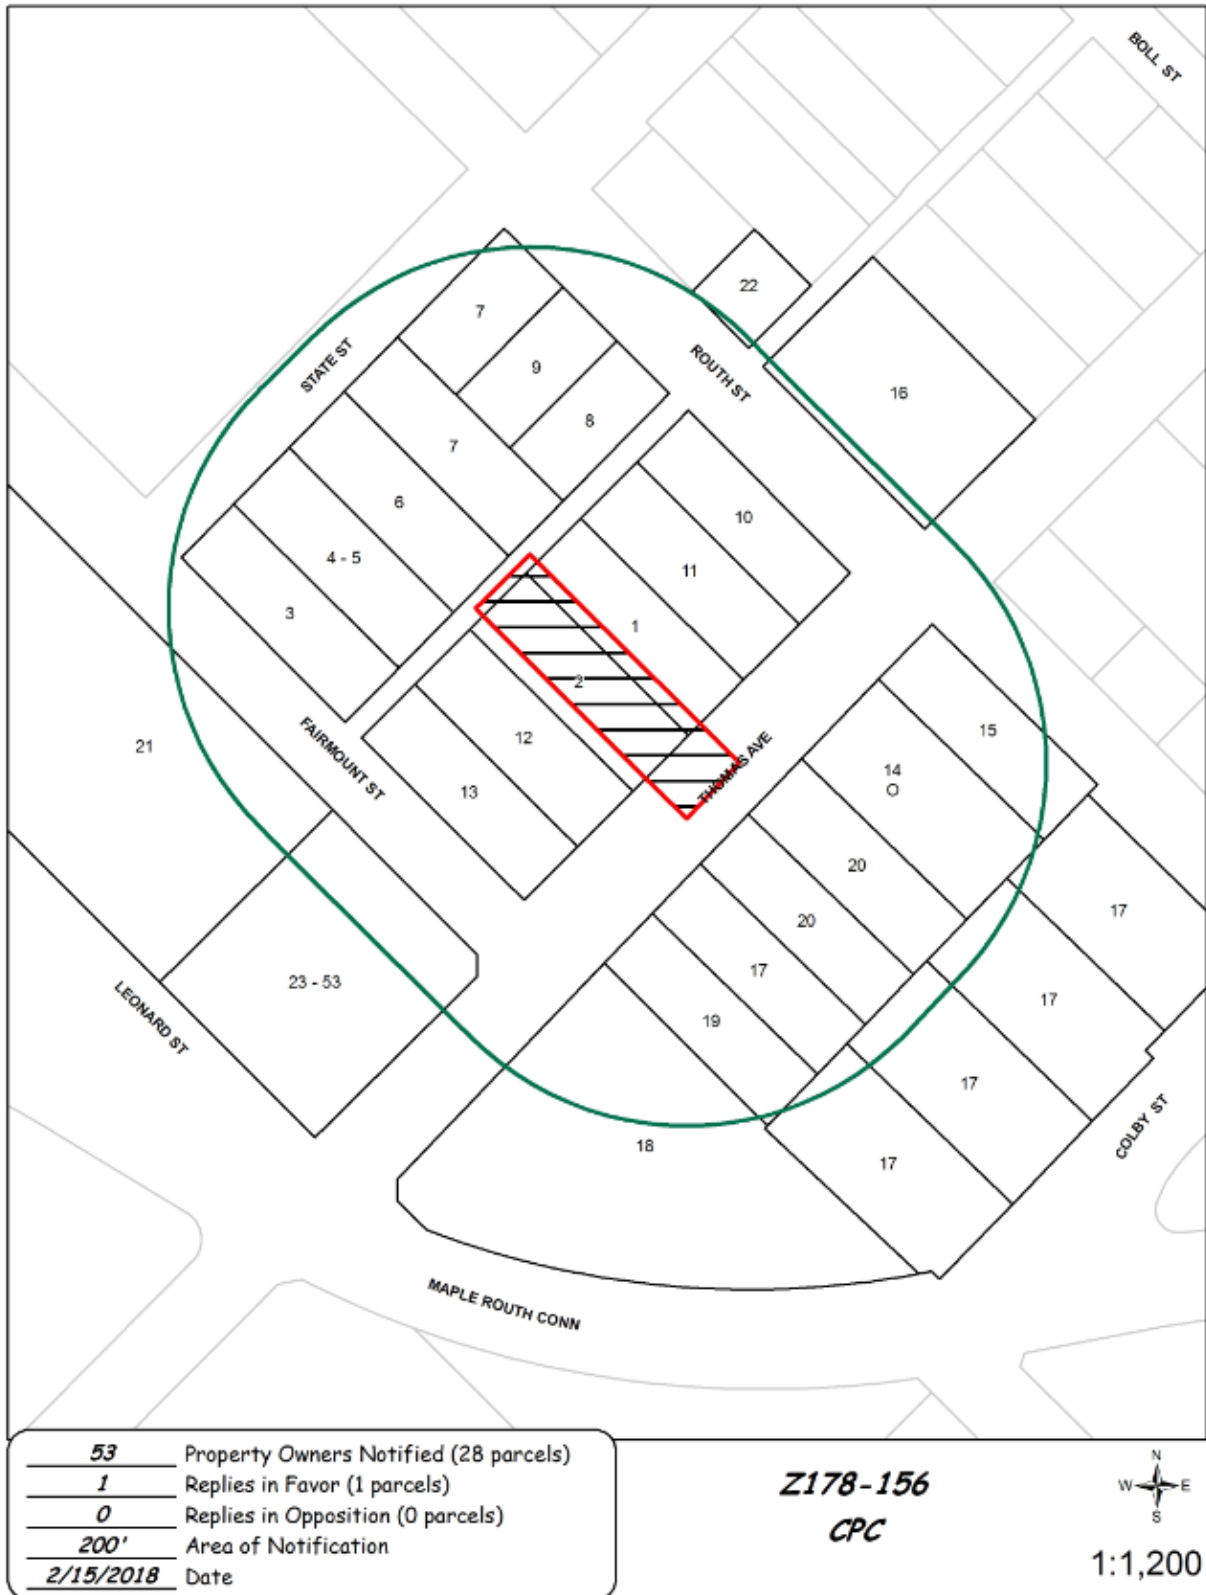 BOLL ST
22
7
STATE ST
ROUTH ST
9
16
8
7
6
10
4 - 5
11
3
1
2
21
FAIRMOUNT ST
12
THOMAS AVE
15
13
14
O
20
17
20
17
23 - 53
17
LEONARD ST
19
17
COLBY ST
18
17
MAPLE ROUTH CONN
53 Property Owners Notified (28 parcels)
1 Replies in Favor (1 parcels)
0 Replies in Opposition (0 parcels)
200' Area of Notification
2/15/2018 Date
Z178-156
CPC
N
W E
S
1:1,200